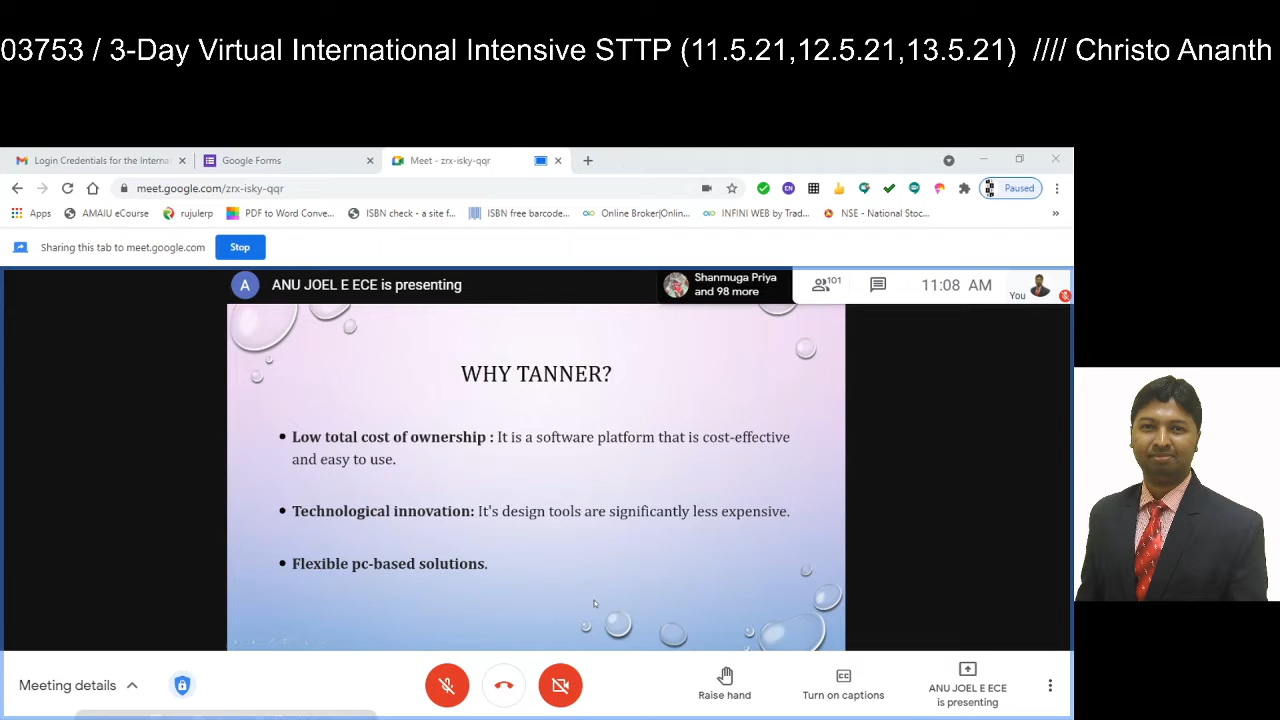 03753 / 3-Day Virtual International Intensive STTP (11.5.21,12.5.21,13.5.21) //// Christo Ananth
Login Credentials for the Interna
Google Forms
Meet - zrx-isky-qqr
meet.google.com/zrx-isky-qqr
Paused
Apps
AMAIU eCourse
rujulerp
PDF to Word Conve...
ISBN check - a site f...
ISBN free barcode...
Online Broker|Onlin...
INFINI WEB by Trad...
NSE - National Stoc...
»
Sharing this tab to meet.google.com
Stop
A
ANU JOEL E ECE is presenting
Shanmuga Priya
and 98 more
101
11:08 AM
You
WHY TANNER?
• Low total cost of ownership : It is a software platform that is cost-effective
and easy to use.
• Technological innovation: It's design tools are significantly less expensive.
• Flexible pc-based solutions.
Meeting details
Raise hand
CC
Turn on captions
ANU JOEL E ECE
is presenting